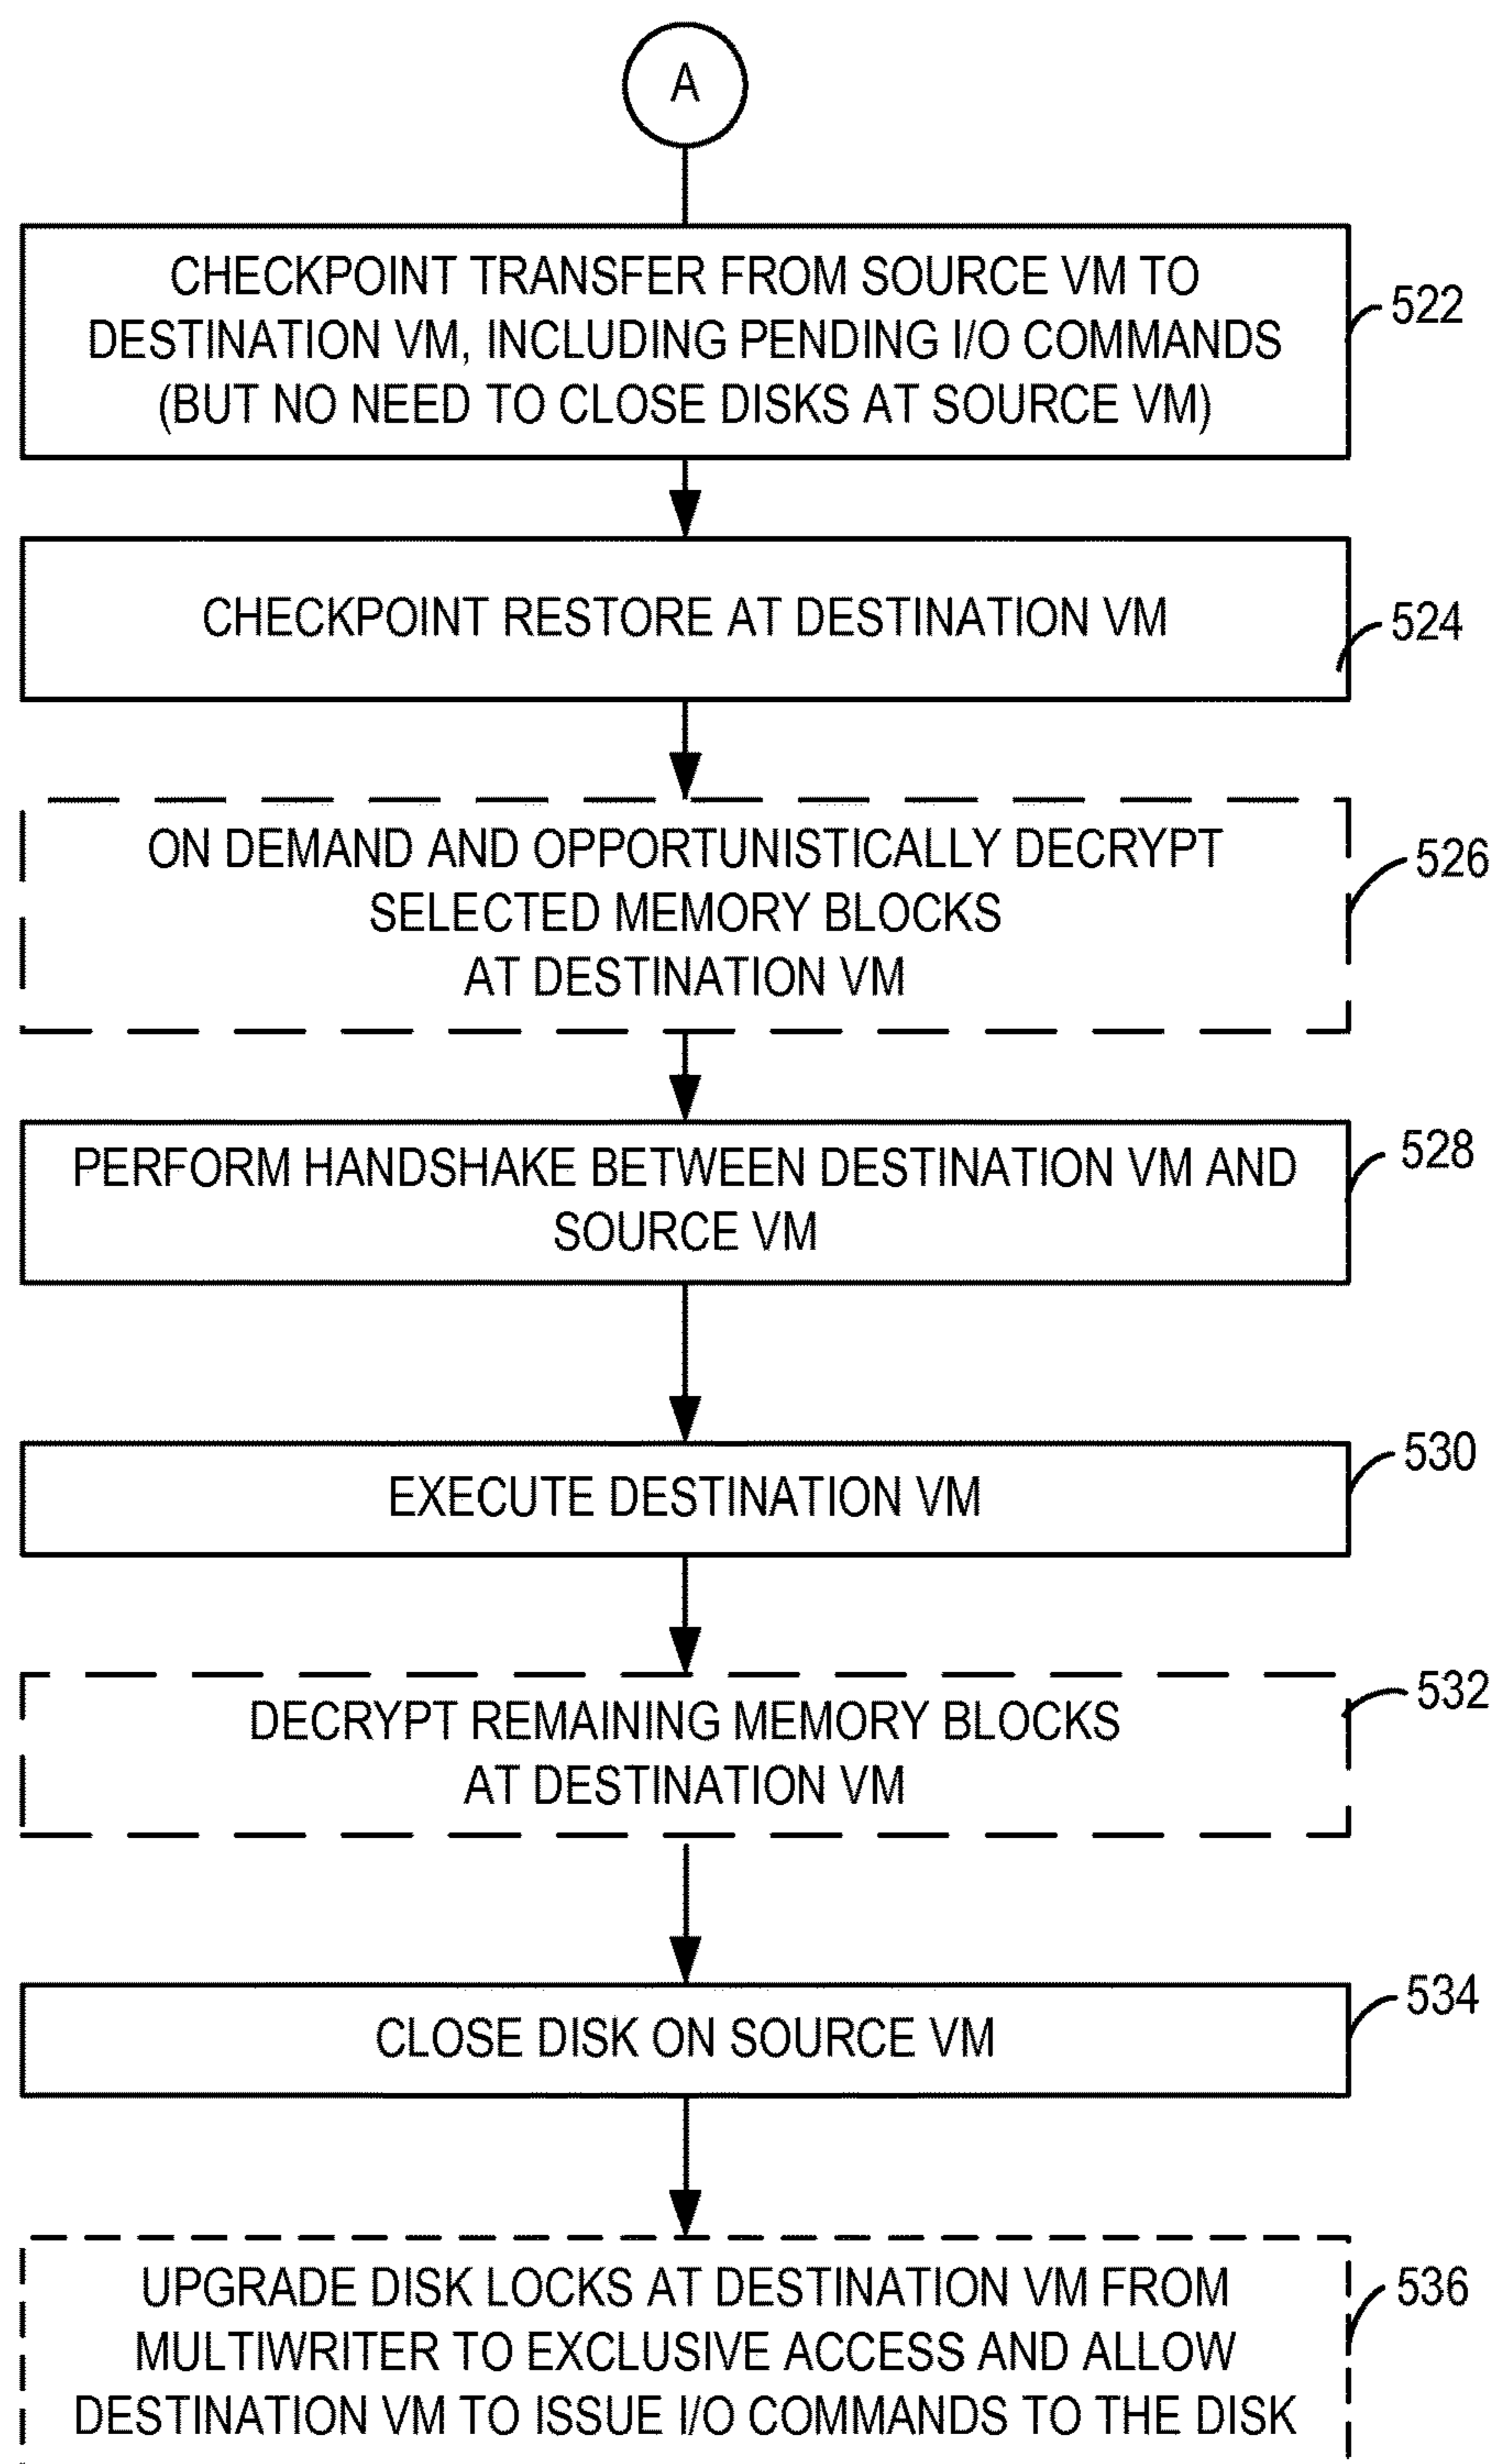 A
CHECKPOINT TRANSFER FROM SOURCE VM TO
DESTINATION VM, INCLUDING PENDING I/O COMMANDS
(BUT NO NEED TO CLOSE DISKS AT SOURCE VM)
522
CHECKPOINT RESTORE AT DESTINATION VM
524
ON DEMAND AND OPPORTUNISTICALLY DECRYPT
SELECTED MEMORY BLOCKS
AT DESTINATION VM
526
PERFORM HANDSHAKE BETWEEN DESTINATION VM AND
SOURCE VM
528
EXECUTE DESTINATION VM
530
DECRYPT REMAINING MEMORY BLOCKS
AT DESTINATION VM
532
CLOSE DISK ON SOURCE VM
534
UPGRADE DISK LOCKS AT DESTINATION VM FROM
MULTIWRITER TO EXCLUSIVE ACCESS AND ALLOW
DESTINATION VM TO ISSUE I/O COMMANDS TO THE DISK
536